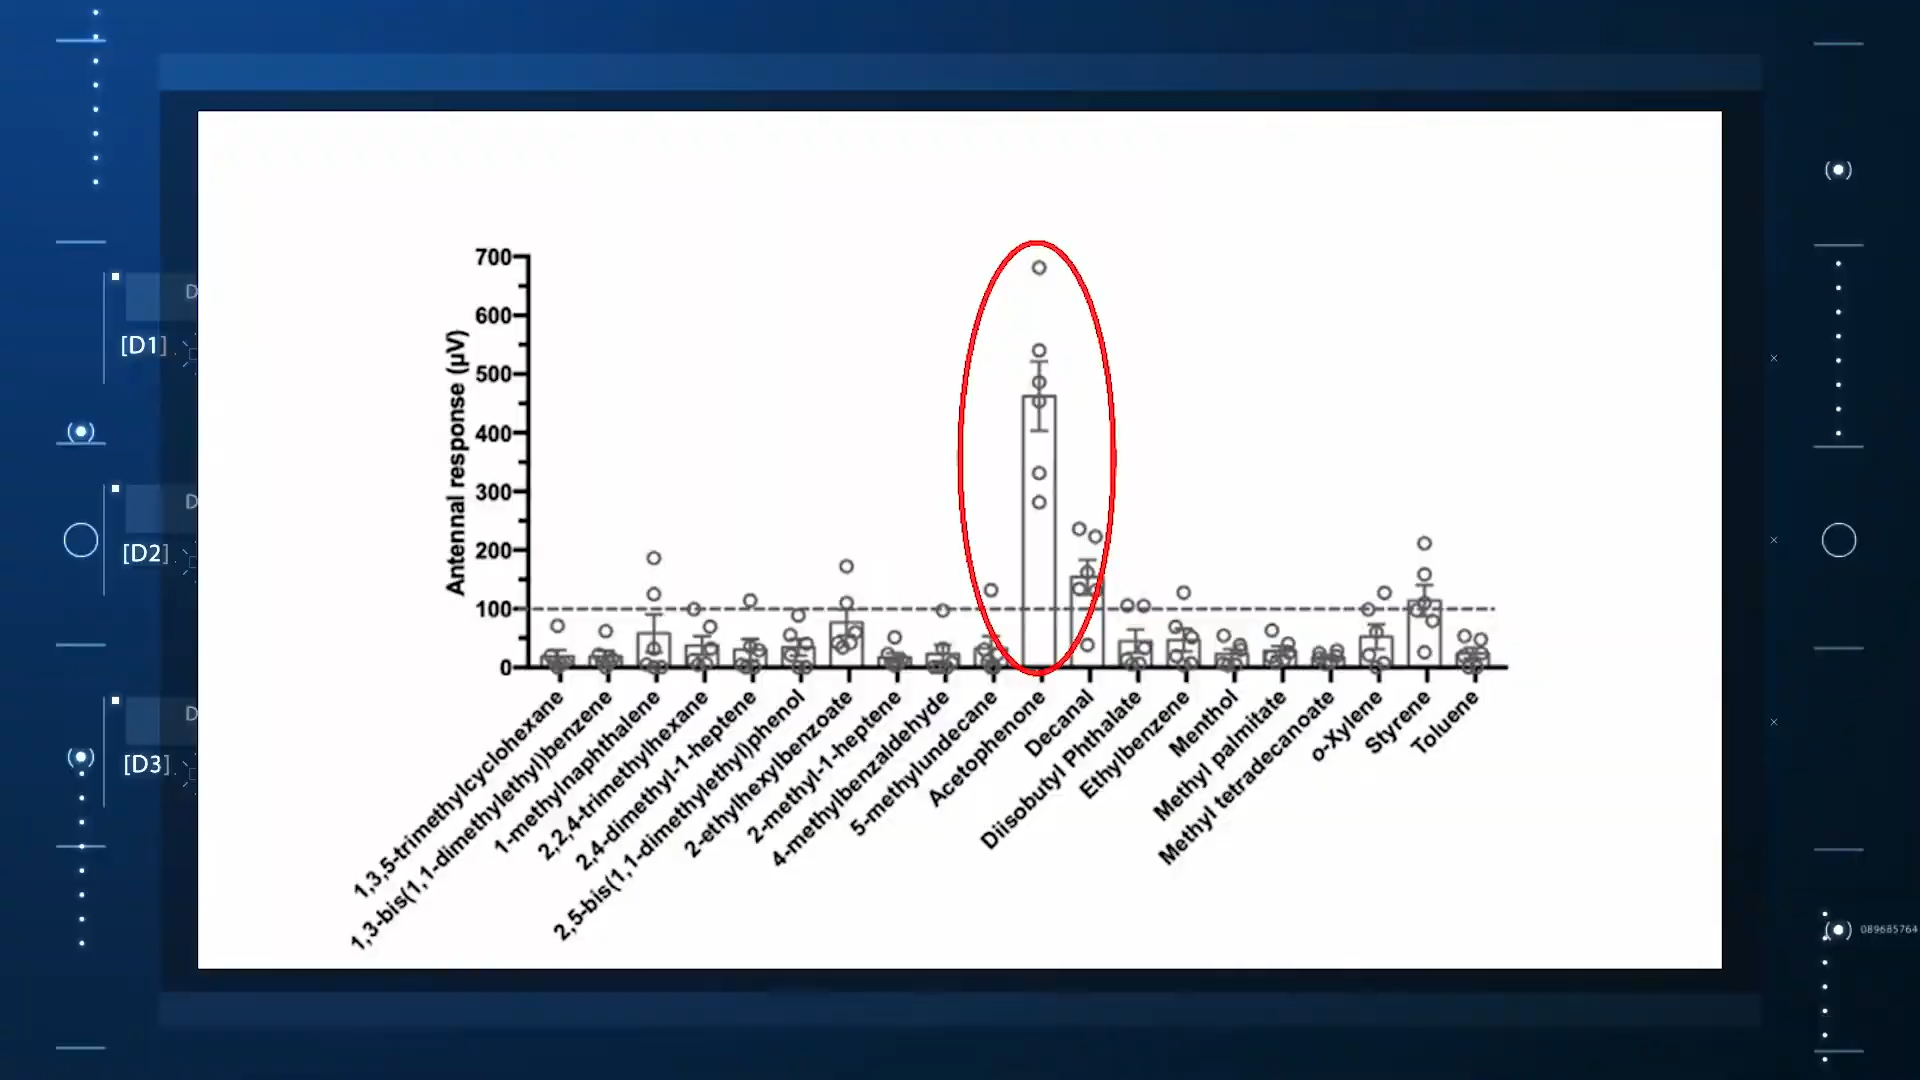 700
600
500
400
300
200
100
0
Antennal response (µV)
1,3,5-trimethylcyclohexane
1,3-bis(1,1-dimethylethyl)benzene
1-methylnaphthalene
2,2,4-trimethylhexane
2,4-dimethyl-1-heptene
2,5-bis(1,1-dimethylethyl)phenol
2-ethylhexylbenzoate
2-methyl-1-heptene
4-methylbenzaldehyde
5-methylundecane
Acetophenone
Decanal
Diisobutyl Phthalate
Ethylbenzene
Menthol
Methyl palmitate
Methyl tetradecanoate
o-Xylene
Styrene
Toluene
D
[D1]
D
[D2]
D
[D3]
089685764